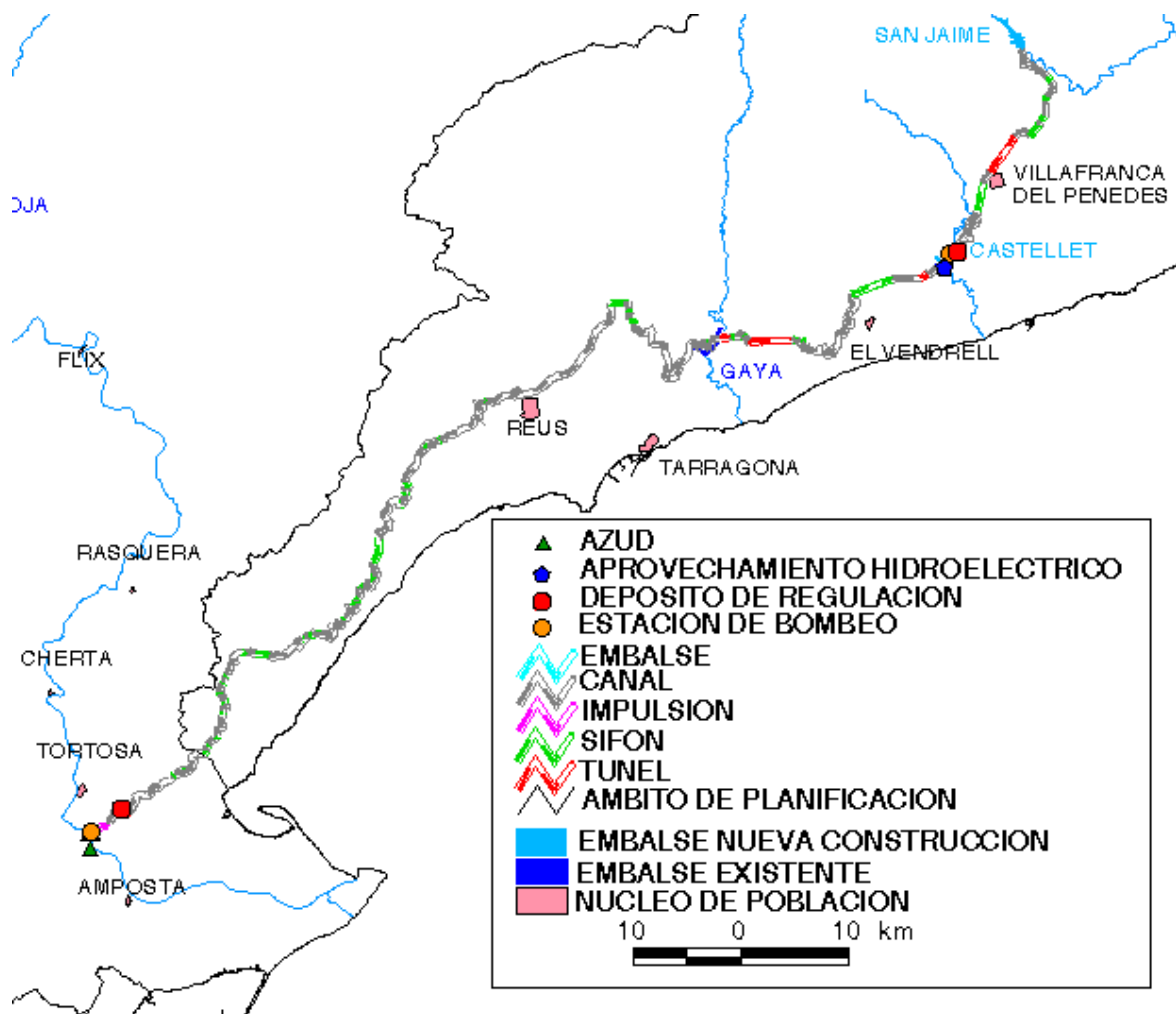 SAN JAIME
VILLAFRANCA
DEL PENEDES
OJA
CASTELLET
FLIX
EL VENDRELL
GAYA
REUS
TARRAGONA
RASQUERA
CHERTA
TORTOSA
AMPOSTA
AZUD
APROVECHAMIENTO HIDROELECTRICO
DEPOSITO DE REGULACION
ESTACION DE BOMBEO
EMBALSE
CANAL
IMPULSION
SIFON
TUNEL
AMBITO DE PLANIFICACION
EMBALSE NUEVA CONSTRUCCION
EMBALSE EXISTENTE
NUCLEO DE POBLACION
10 0 10 km